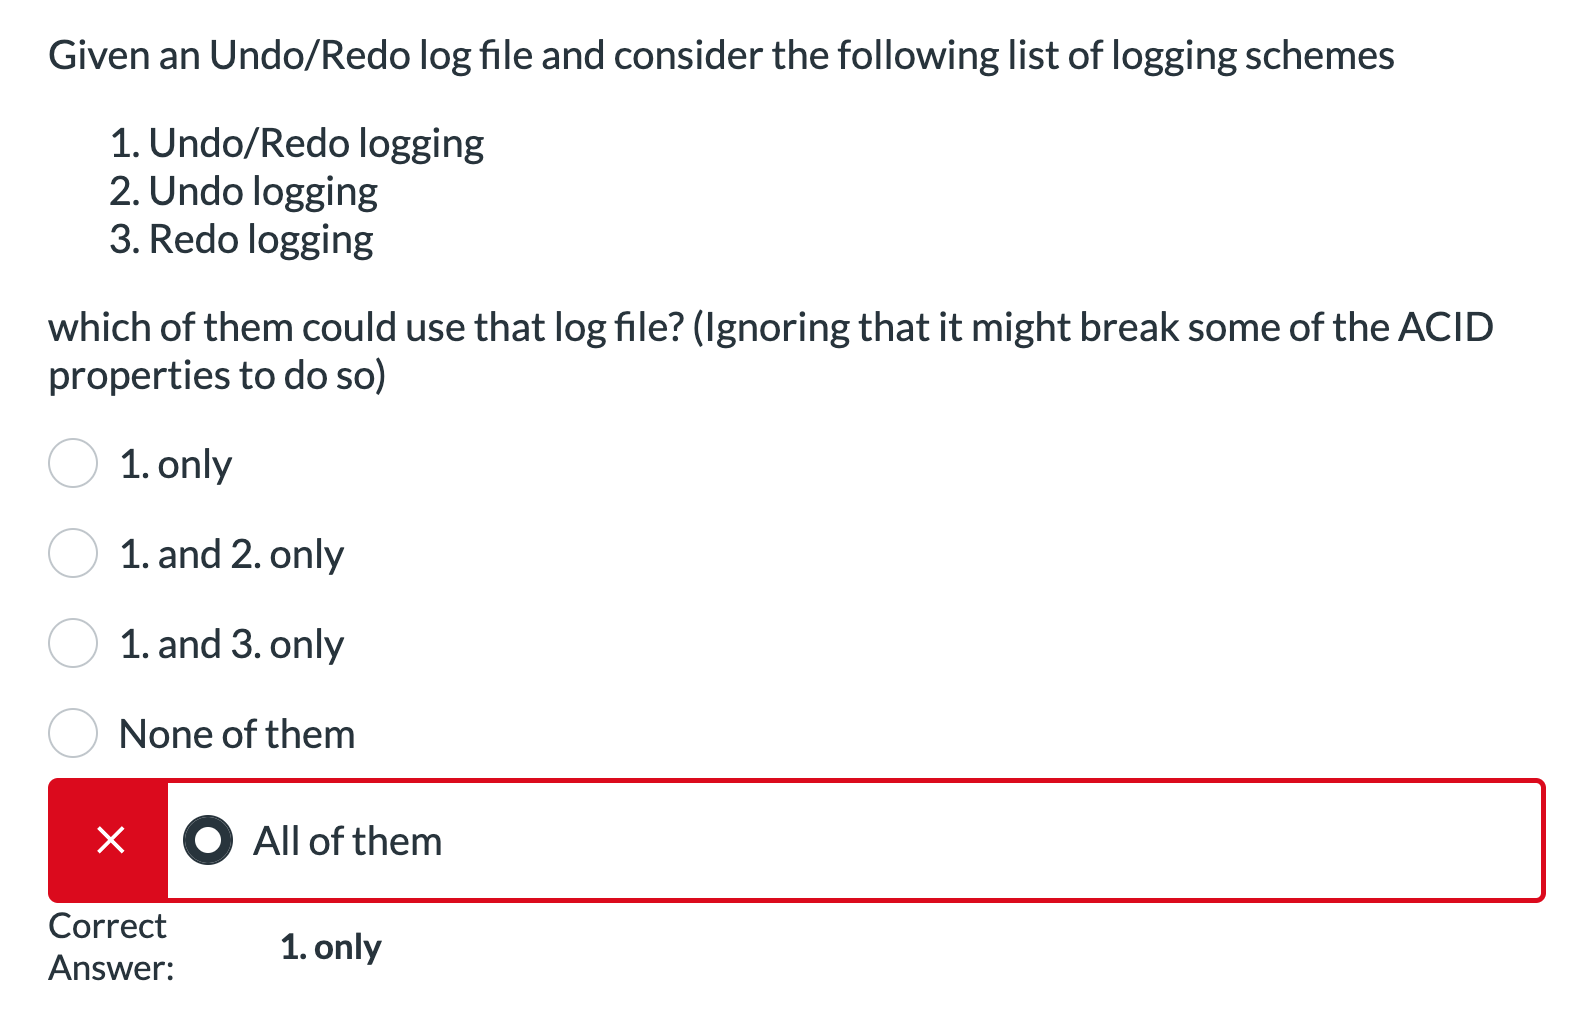 Given an Undo/Redo log file and consider the following list of logging schemes
1. Undo/Redo logging
2. Undo logging
3. Redo logging
which of them could use that log file? (Ignoring that it might break some of the ACID
properties to do so)
1. only
1. and 2. only
1. and 3. only
None of them
All of them
Correct
Answer:
1. only